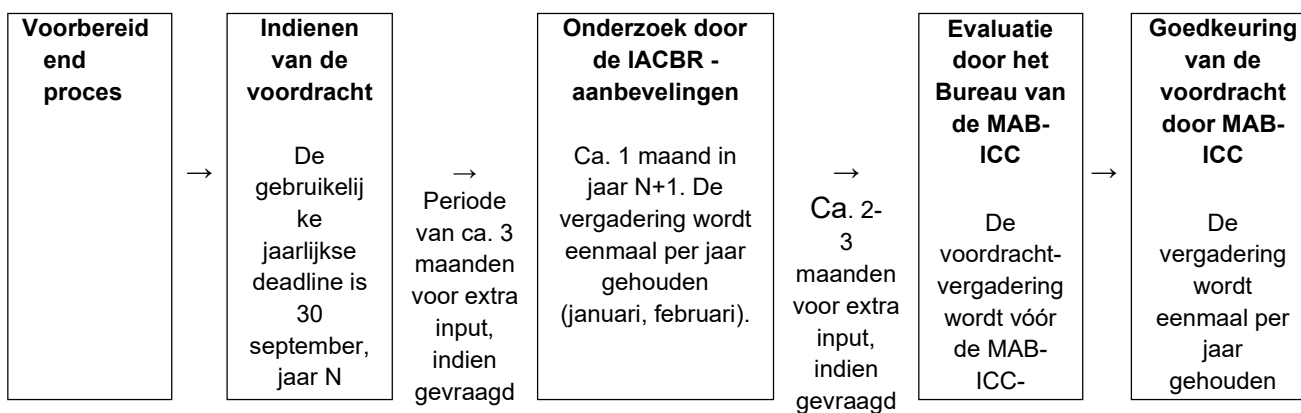 Voorbereid
end
proces
→
Indienen
van de
voordracht
De
gebruikelij
ke
jaarlijkse
deadline is
30
september,
jaar N
→
Periode
van ca. 3
maanden
voor extra
input,
indien
gevraagd
Onderzoek door
de IACBR -
aanbevelingen
Ca. 1 maand in
jaar N+1. De
vergadering wordt
eenmaal per jaar
gehouden
(januari, februari).
→
Ca. 2-
3
maanden
voor extra
input,
indien
gevraagd
Evaluatie
door het
Bureau van
de MAB-
ICC
De
voordracht-
vergadering
wordt vóór
de MAB-
ICC-
→
Goedkeuring
van de
voordracht
door MAB-
ICC
De
vergadering
wordt
eenmaal per
jaar
gehouden